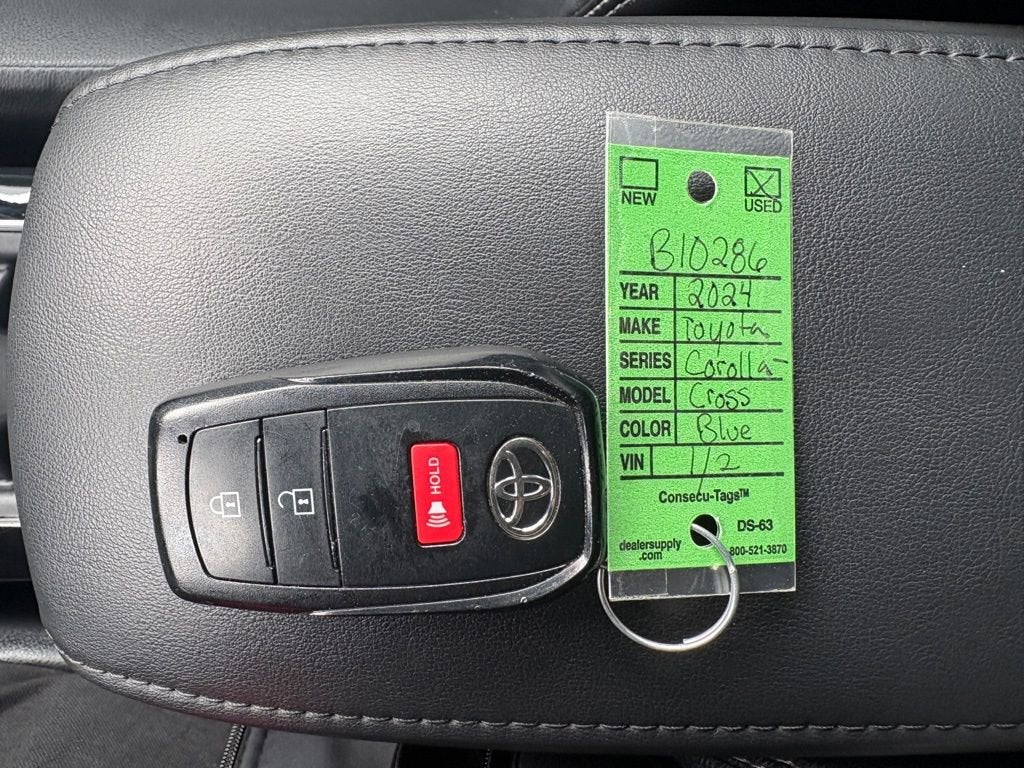 NEW USED
B10286
YEAR 2024
MAKE Toyota
SERIES Corolla
MODEL Cross
COLOR Blue
VIN 1/2
Consecu-Tags™
DS-63
dealersupply
.com
800-521-3870
HOLD